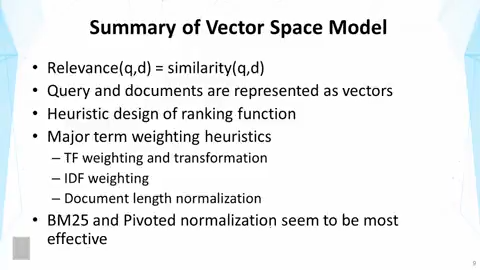 Summary of Vector Space Model
• Relevance(q,d) = similarity(q,d)
• Query and documents are represented as vectors
• Heuristic design of ranking function
• Major term weighting heuristics
– TF weighting and transformation
– IDF weighting
– Document length normalization
• BM25 and Pivoted normalization seem to be most
effective
9